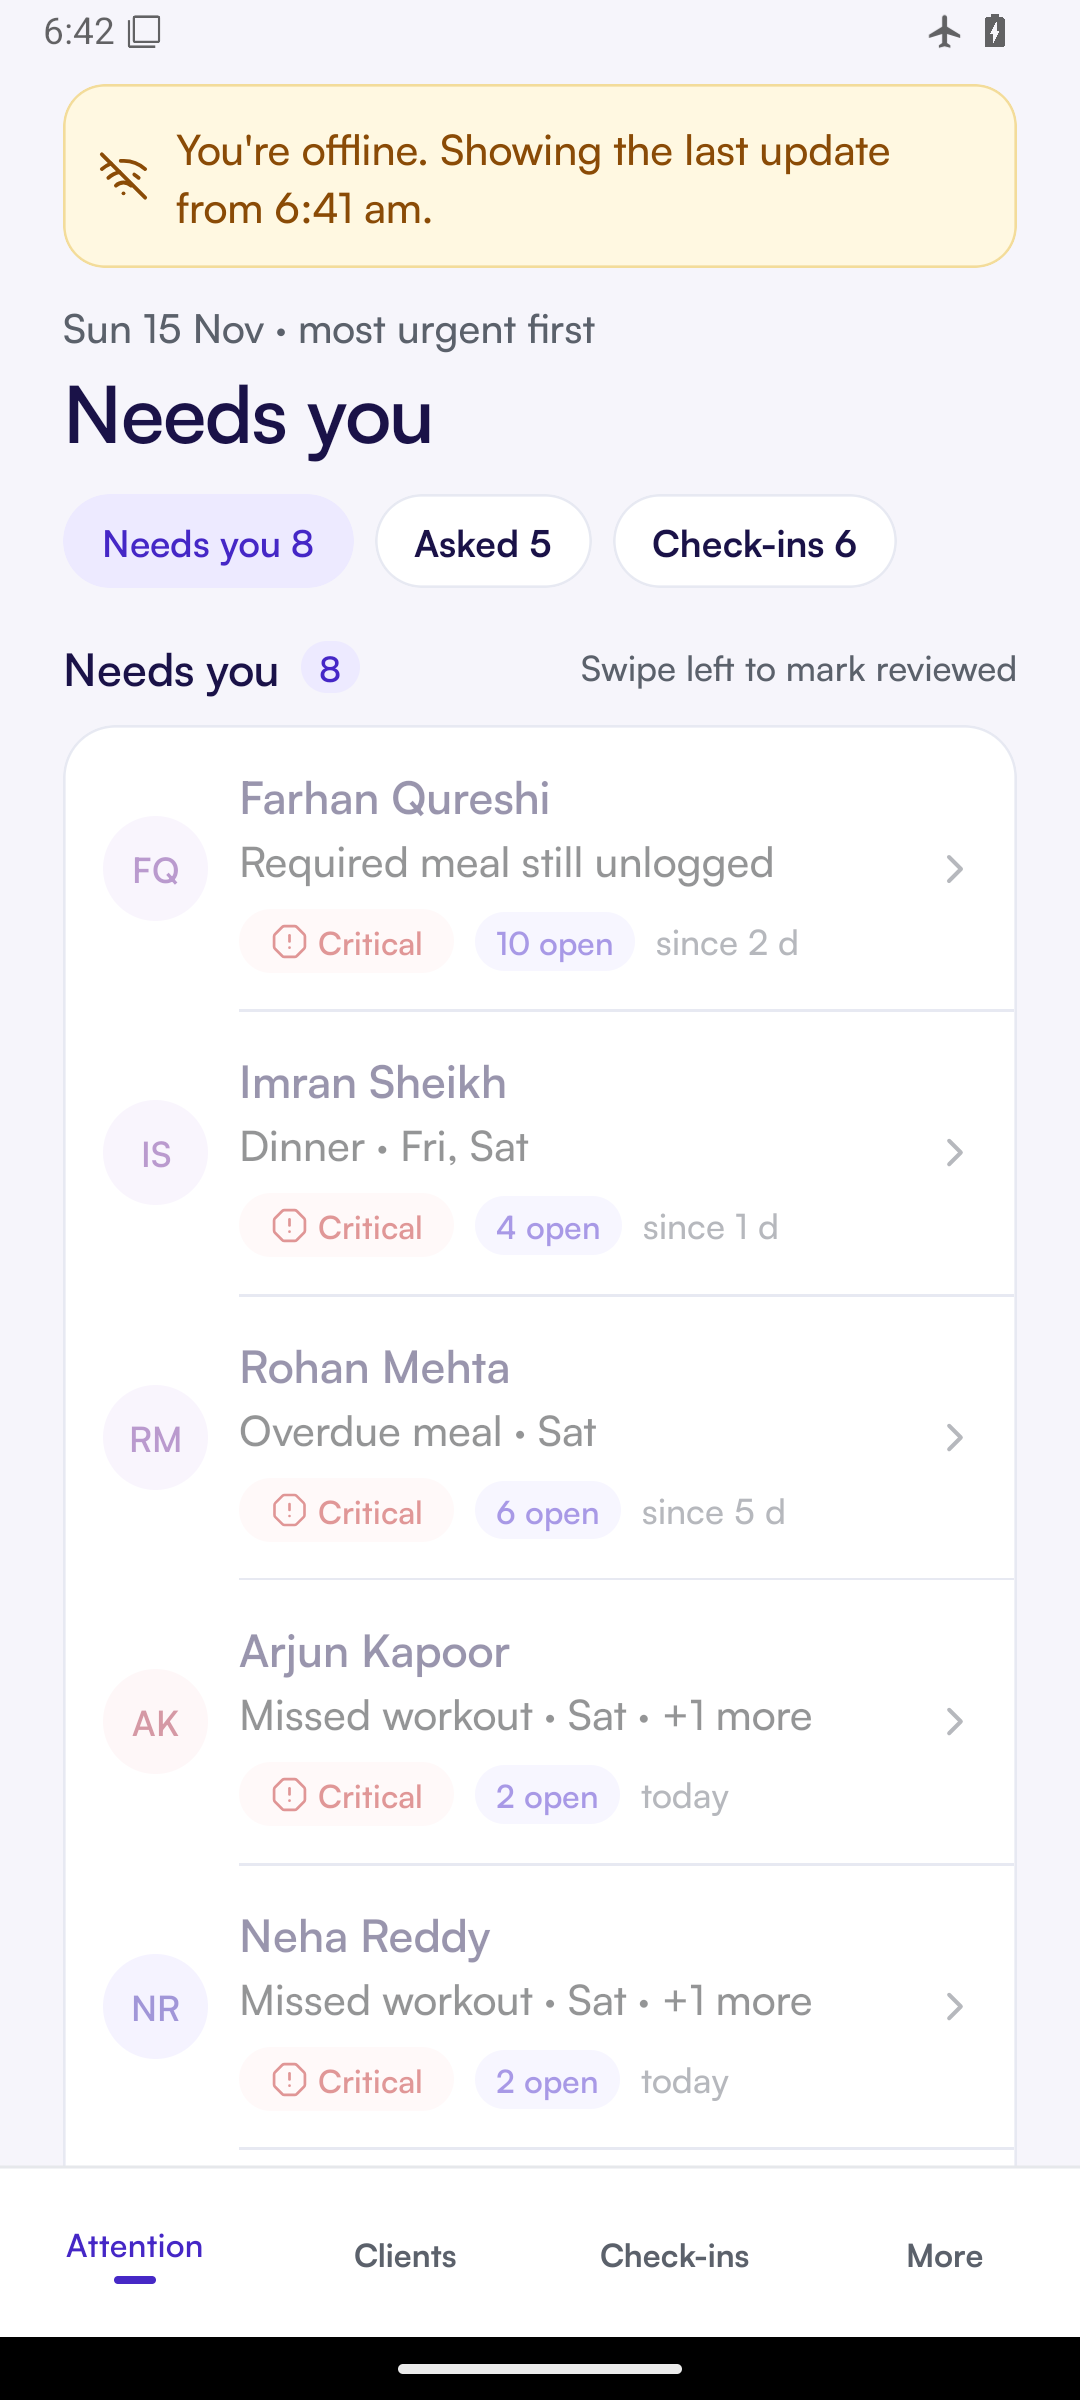 6:42
You're offline. Showing the last update
from 6:41 am.
Sun 15 Nov · most urgent first
Needs you
Needs you 8
Asked 5
Check-ins 6
Needs you 8
Swipe left to mark reviewed
FQ
Farhan Qureshi
Required meal still unlogged
Critical
10 open
since 2 d
IS
Imran Sheikh
Dinner · Fri, Sat
Critical
4 open
since 1 d
RM
Rohan Mehta
Overdue meal · Sat
Critical
6 open
since 5 d
AK
Arjun Kapoor
Missed workout · Sat · +1 more
Critical
2 open
today
NR
Neha Reddy
Missed workout · Sat · +1 more
Critical
2 open
today
Attention
Clients
Check-ins
More